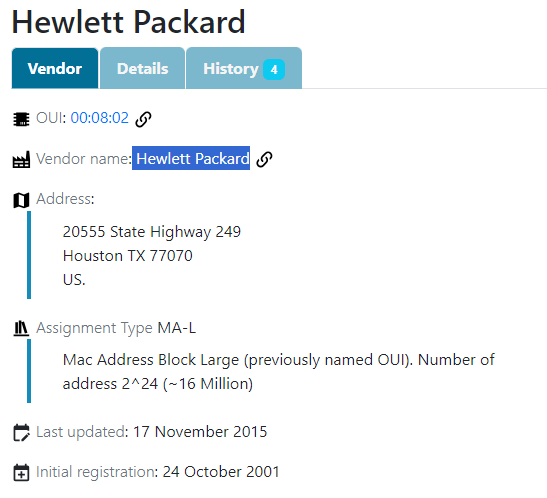 Hewlett Packard
Vendor Details History 4
OUI: 00:08:02
Vendor name: Hewlett Packard
Address:
20555 State Highway 249
Houston TX 77070
US.
Assignment Type MA-L
Mac Address Block Large (previously named OUI). Number of
address 2^24 (~16 Million)
Last updated: 17 November 2015
Initial registration: 24 October 2001